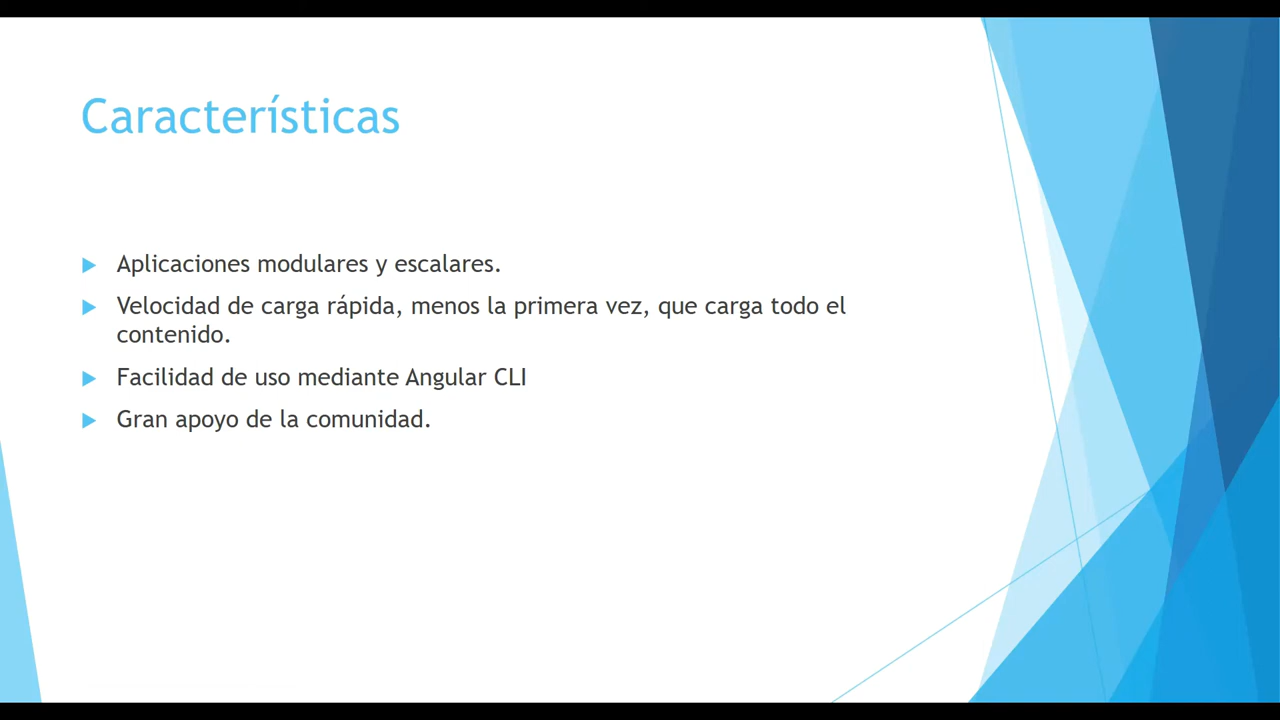 Características
Aplicaciones modulares y escalares.
Velocidad de carga rápida, menos la primera vez, que carga todo el
contenido.
Facilidad de uso mediante Angular CLI
Gran apoyo de la comunidad.